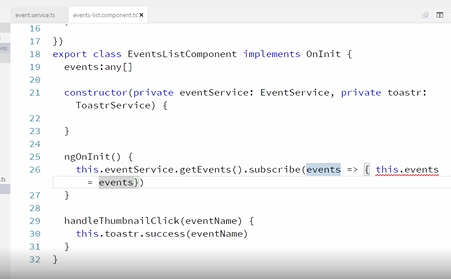 event.service.ts events-list.component.ts ×
16
17 })
18 export class EventsListComponent implements OnInit {
19 events:any[]
20
21 constructor(private eventService: EventService, private toastr:
ToastrService) {
22
23 }
24
25 ngOnInit() {
26 this.eventService.getEvents().subscribe(events => { this.events
= events})
27 }
28
29 handleThumbnailClick(eventName) {
30 this.toastr.success(eventName)
31 }
32 }